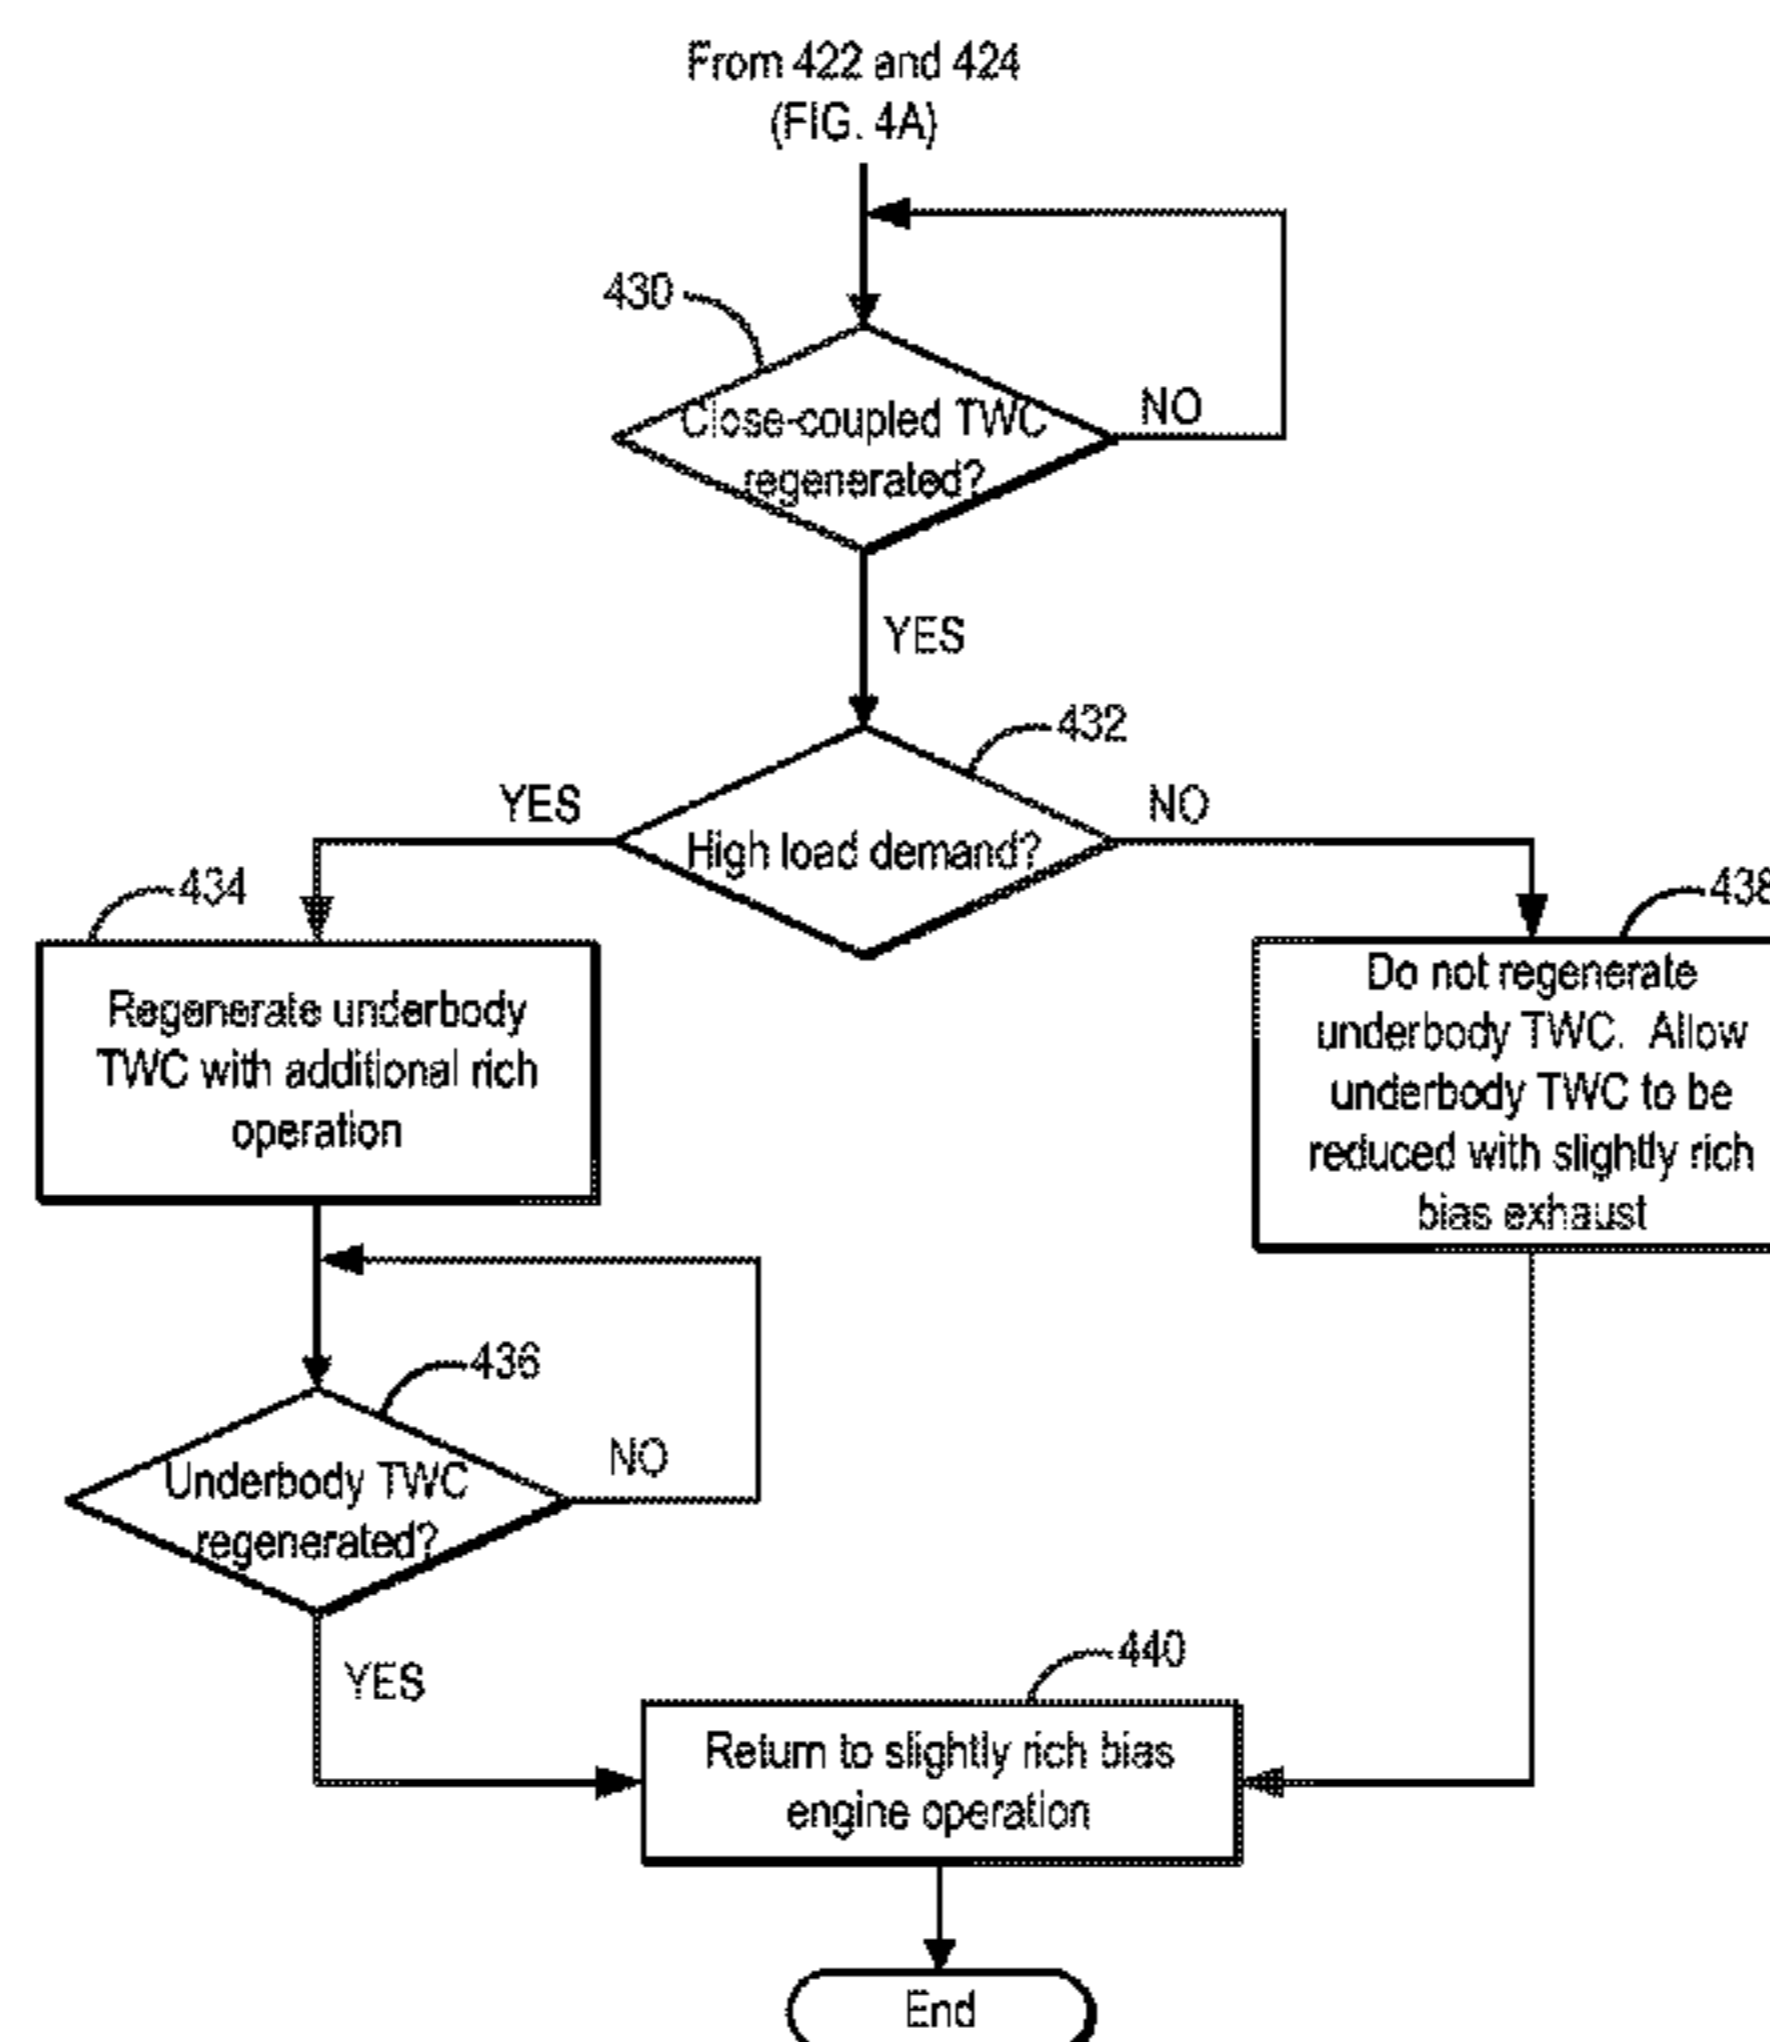 From 422 and 424
(FIG. 4A)
430
Close-coupled TWC
regenerated?
NO
YES
432
High load demand?
YES
NO
434
Regenerate underbody
TWC with additional rich
operation
438
Do not regenerate
underbody TWC. Allow
underbody TWC to be
reduced with slightly rich
bias exhaust
436
Underbody TWC
regenerated?
NO
YES
440
Return to slightly rich bias
engine operation
End